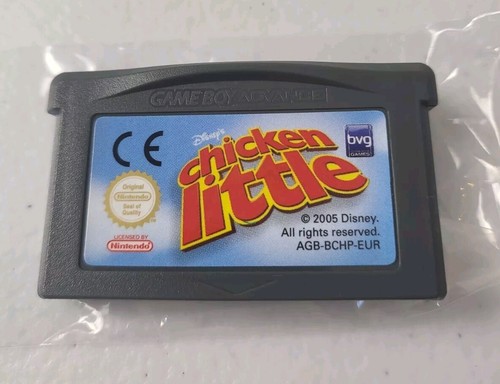 GAME BOY ADVANCE
CE
Disney's
chicken
little
bvg
GAMES
Original
Nintendo
Seal of
Quality
LICENSED BY
Nintendo
© 2005 Disney.
All rights reserved.
AGB-BCHP-EUR